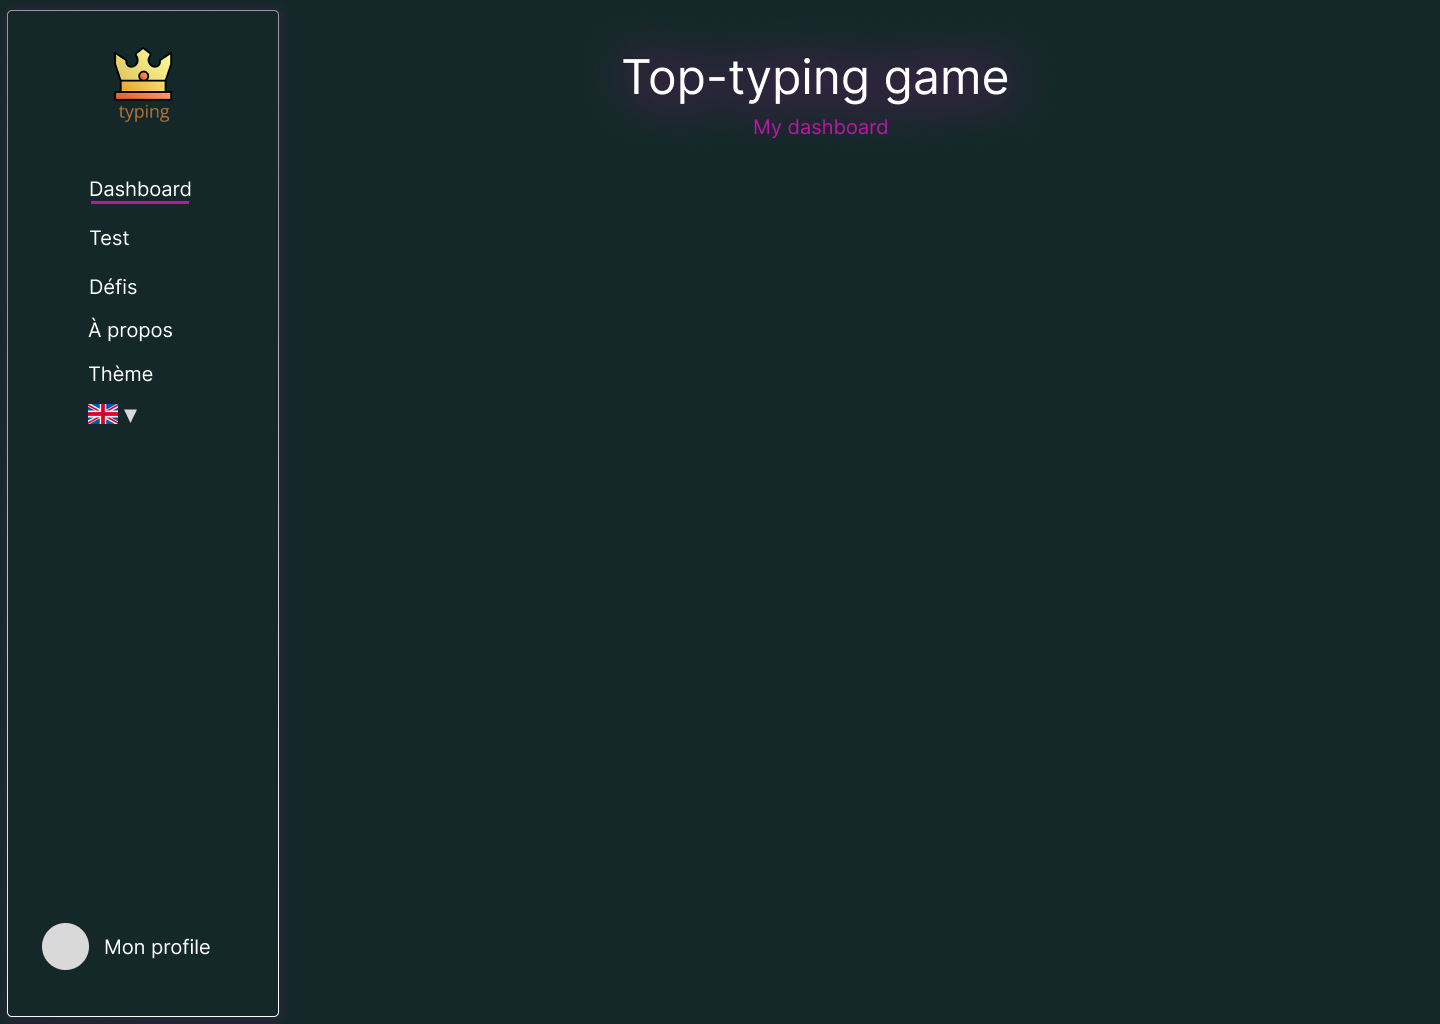 typing
Dashboard
Test
Défis
À propos
Thème
Mon profile
Top-typing game
My dashboard